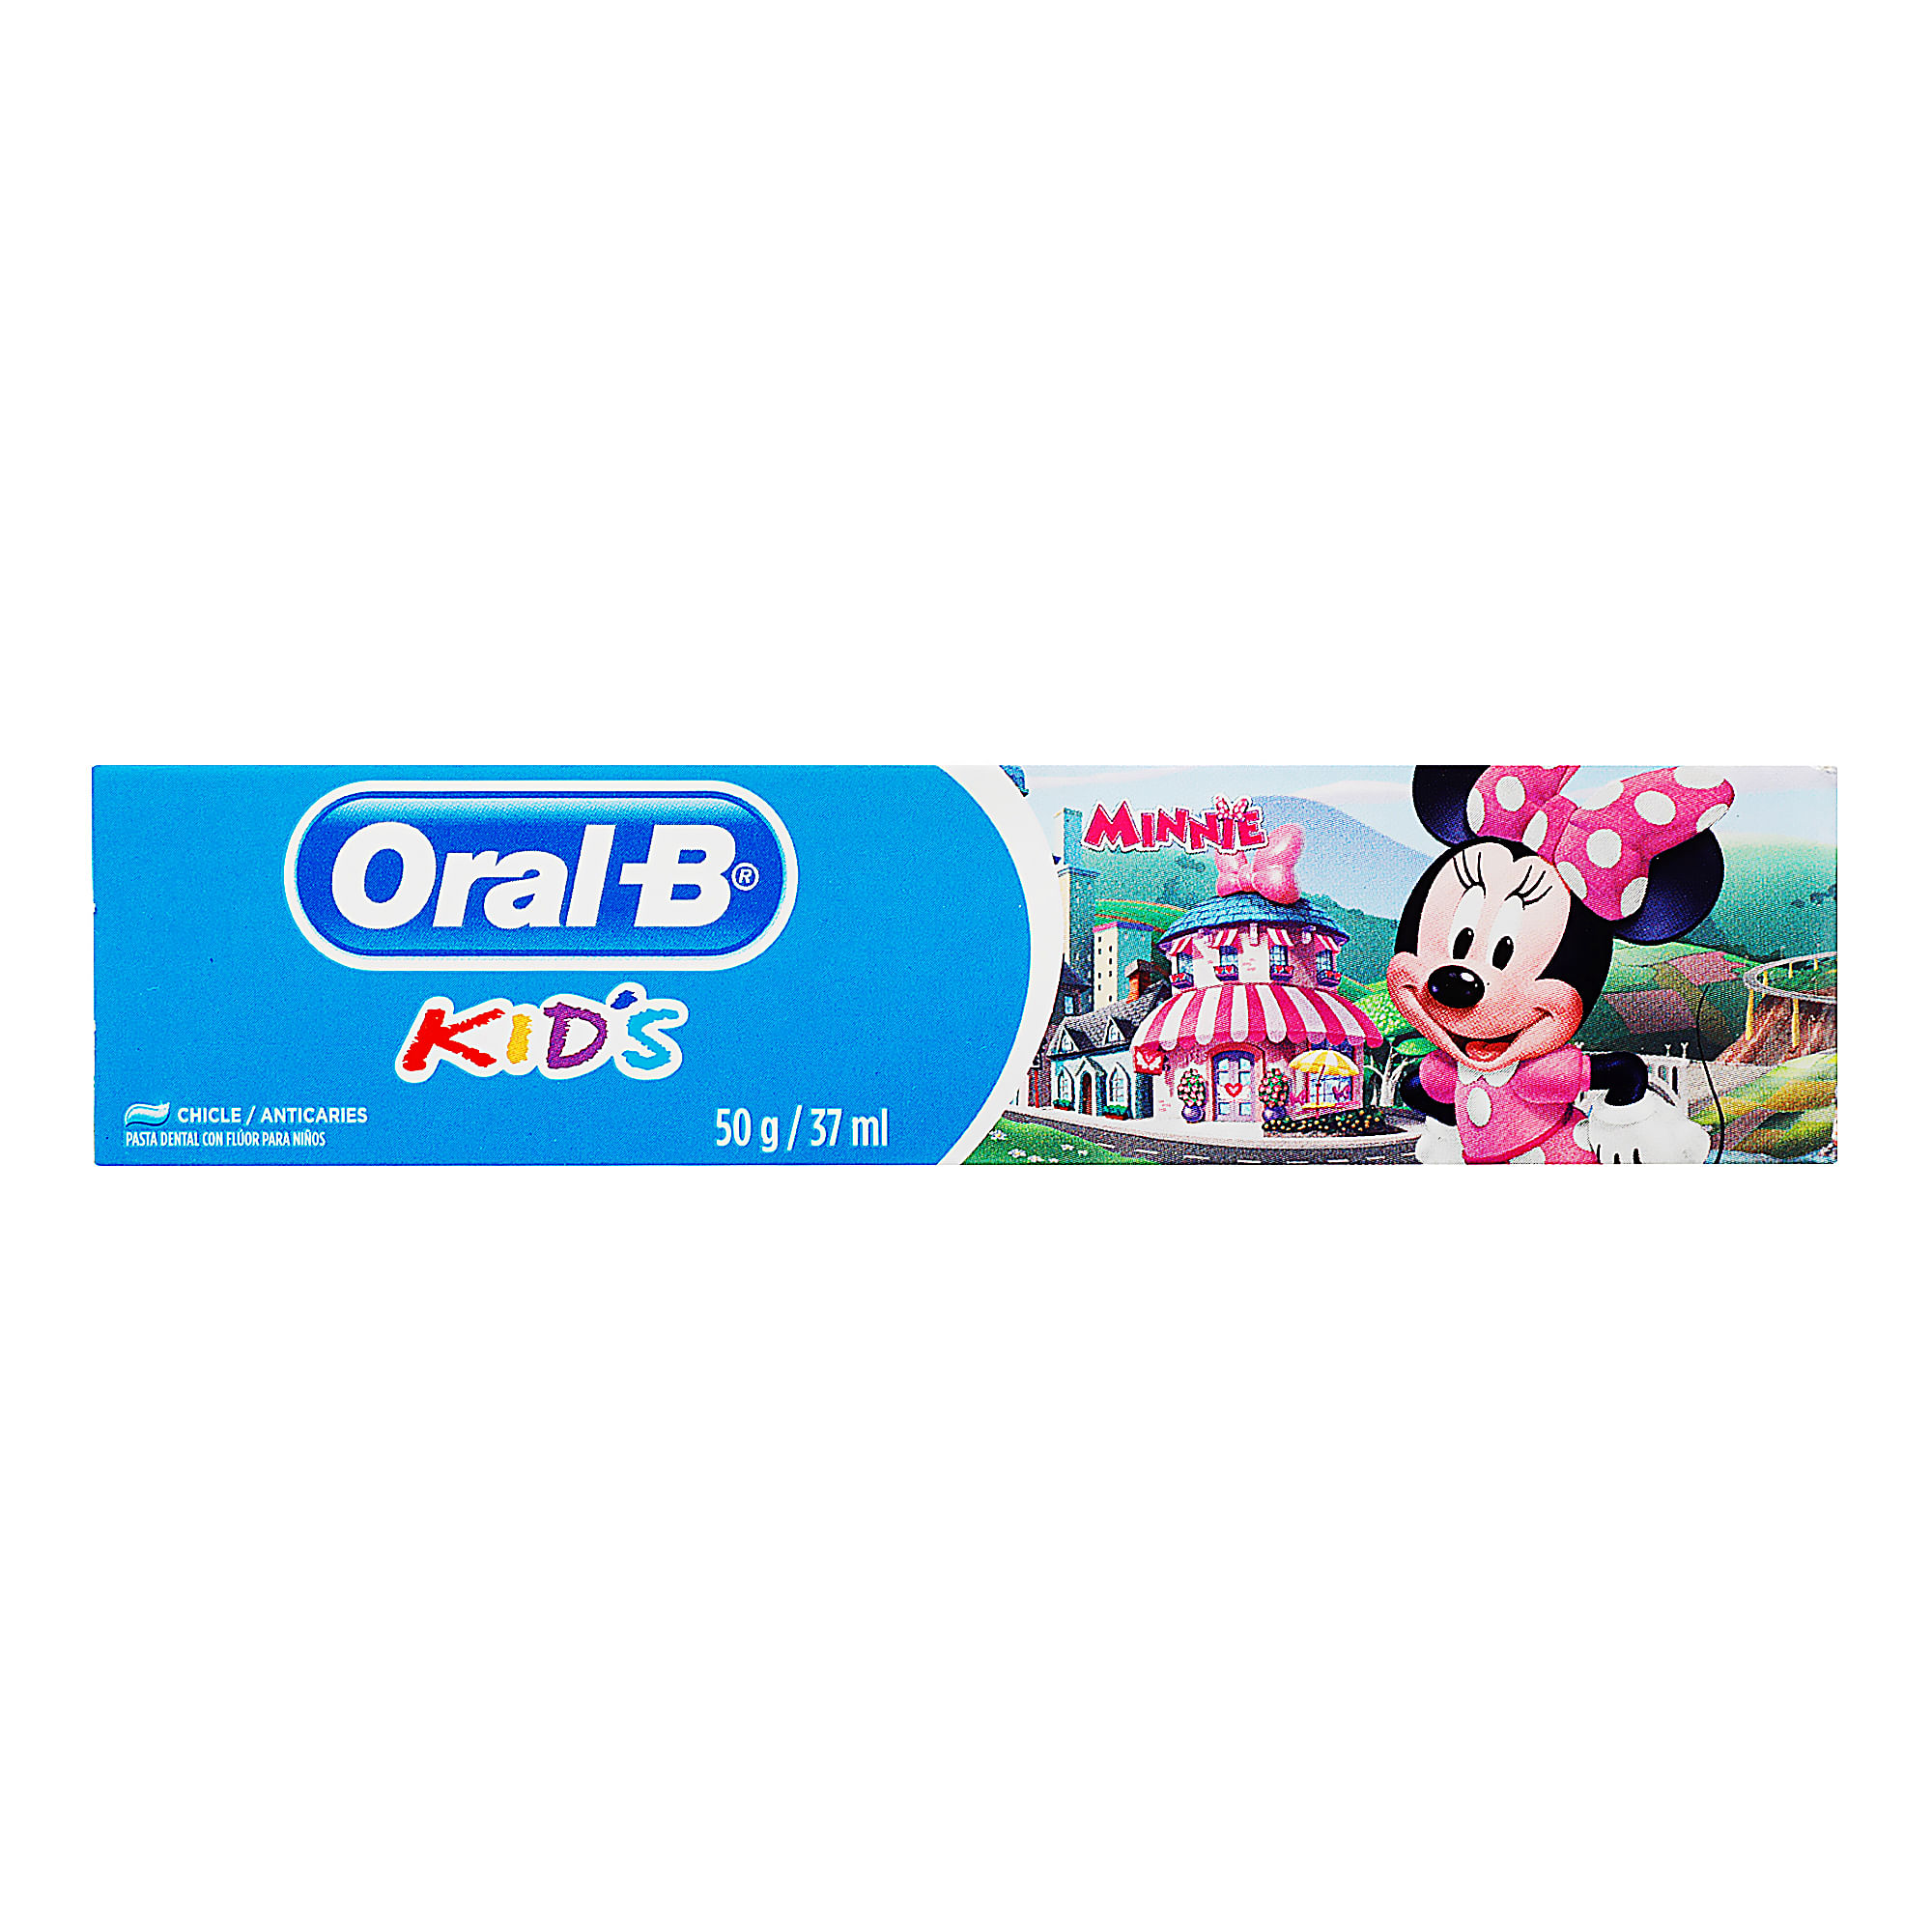 Oral-B®
KID'S
CHICLE / ANTICARIES
PASTA DENTAL CON FLÚOR PARA NIÑOS
50 g / 37 ml
MINNIE